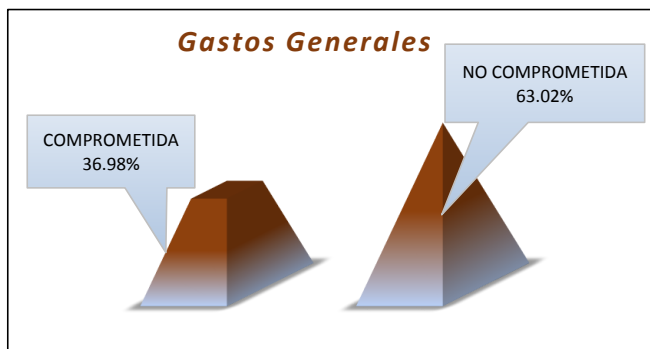 Gastos Generales
NO COMPROMETIDA
63.02%
COMPROMETIDA
36.98%